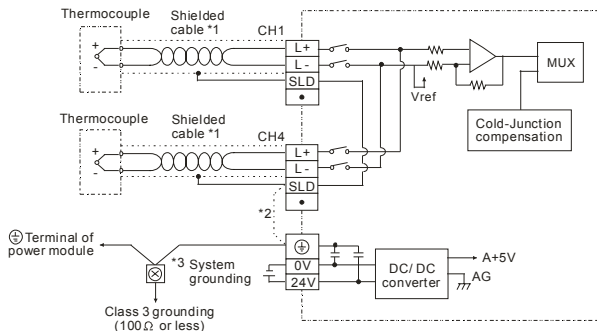 Thermocouple
Shielded
cable *1
CH1
+
-
L+
L-
SLD
•
Vref
MUX
Cold-Junction
compensation
Thermocouple
Shielded
cable *1
CH4
+
-
L+
L-
SLD
•
*2
Terminal of
power module
*3 System
grounding
0V
24V
DC/ DC
converter
A+5V
AG
Class 3 grounding
(100Ω or less)